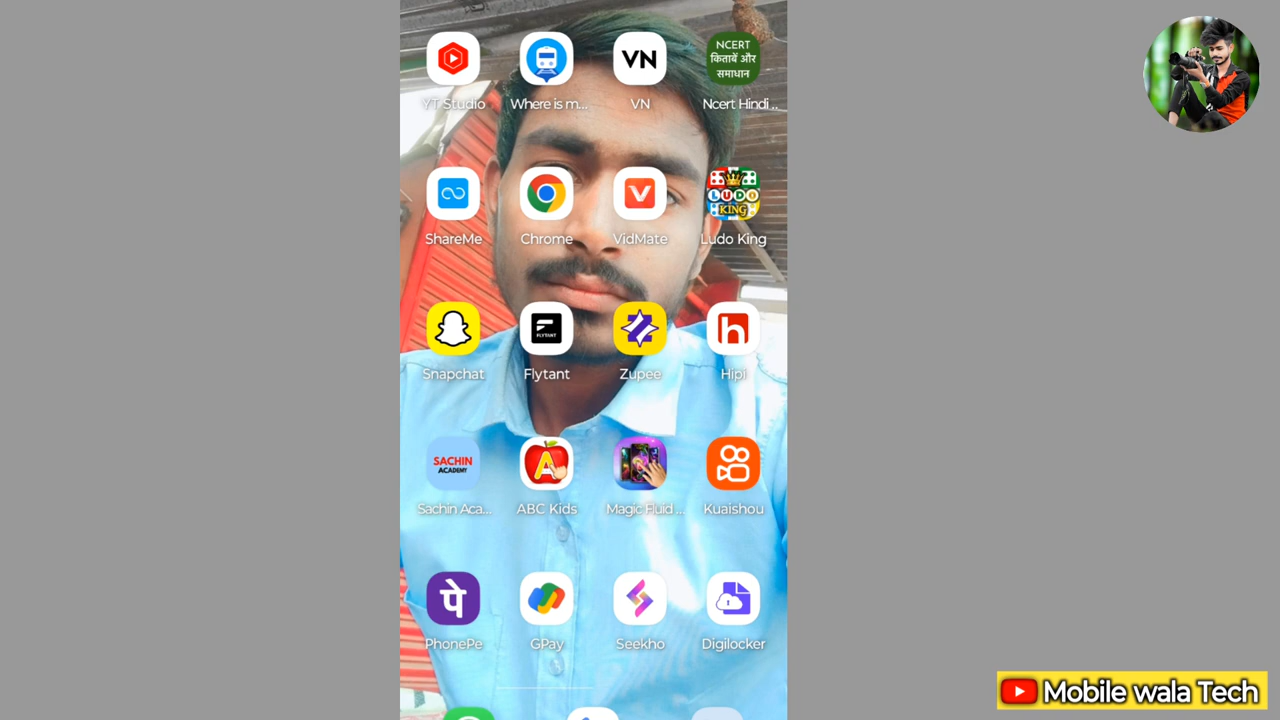 NCERT
किताबें और
समाधान
YT Studio
Where is m...
VN
VN
Ncert Hindi ..
LUDO
KING
ShareMe
Chrome
VidMate
Ludo King
FLYTANT
Snapchat
Flytant
Zupee
h
Hipi
SACHIN
ACADEMY
A
Sachin Aca...
ABC Kids
Magic Fluid ...
Kuaishou
पे
PhonePe
GPay
Seekho
Digilocker
Mobile wala Tech